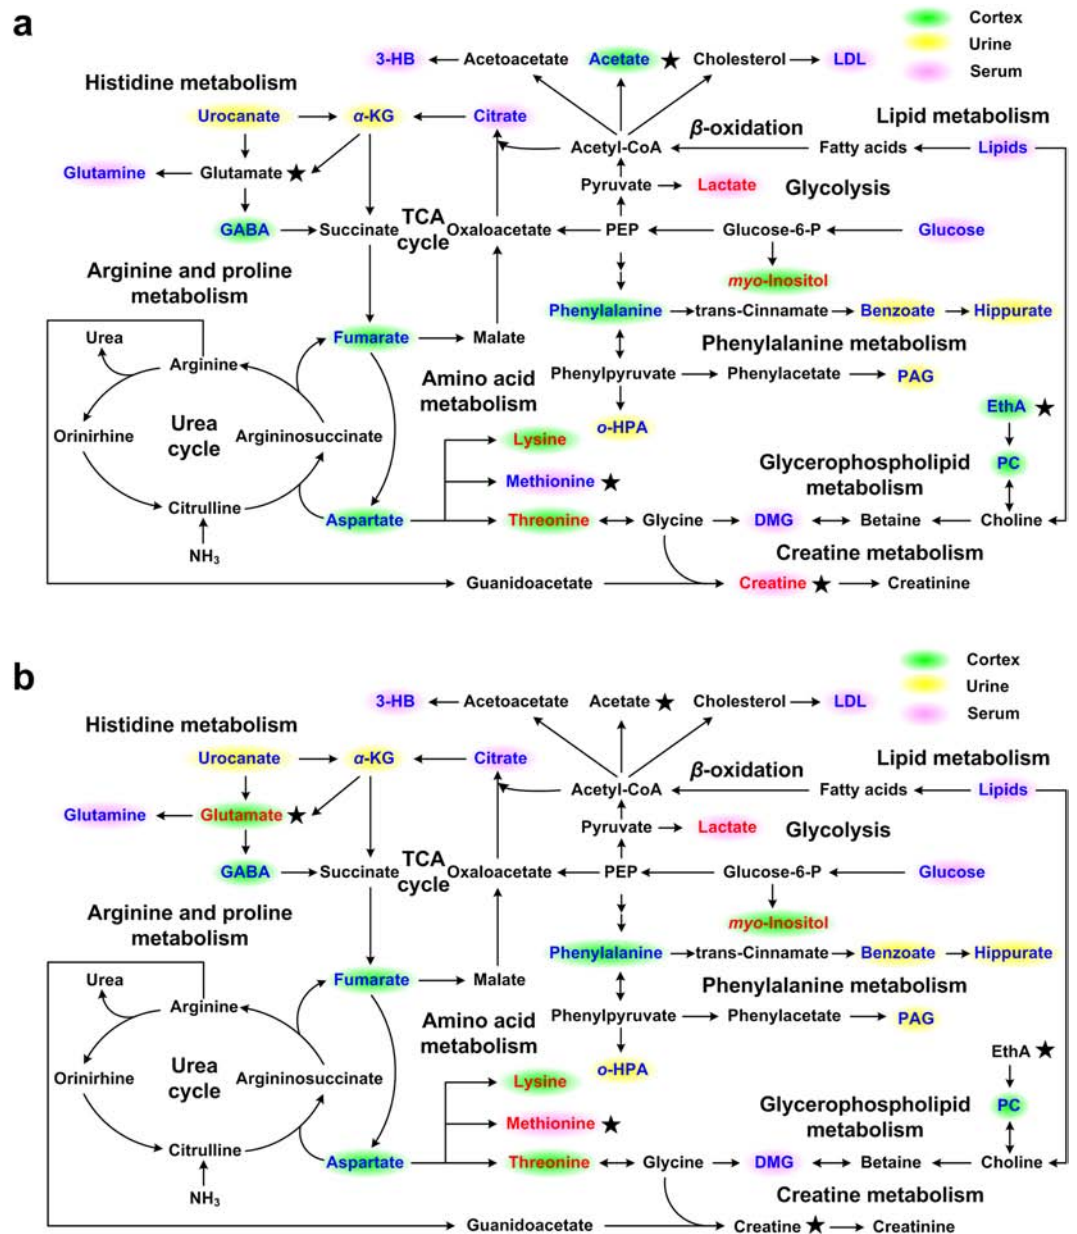 a
Cortex
Urine
Serum
3-HB Acetoacetate Acetate ★ Cholesterol LDL
Histidine metabolism
Urocanate α-KG Citrate β-oxidation Lipid metabolism
Acetyl-CoA Fatty acids Lipids
Glutamine Glutamate ★
Pyruvate Lactate Glycolysis
GABA Succinate TCA cycle Oxaloacetate PEP Glucose-6-P Glucose
Arginine and proline
metabolism
myo-Inositol
Phenylalanine trans-Cinnamate Benzoate Hippurate
Urea Fumarate Malate
Phenylalanine metabolism
Arginine
Amino acid
metabolism
Phenylpyruvate Phenylacetate PAG
EthA ★
Orinirhine Urea
cycle
Argininosuccinate Lysine o-HPA
Glycerophospholipid
metabolism
PC
Methionine ★
Citrulline
Aspartate Threonine Glycine DMG Betaine Choline
NH3
Creatine metabolism
Guanidoacetate Creatine ★ Creatinine
b
Cortex
Urine
Serum
3-HB Acetoacetate Acetate ★ Cholesterol LDL
Histidine metabolism
Urocanate α-KG Citrate β-oxidation Lipid metabolism
Acetyl-CoA Fatty acids Lipids
Glutamine Glutamate ★
Pyruvate Lactate Glycolysis
GABA Succinate TCA cycle Oxaloacetate PEP Glucose-6-P Glucose
Arginine and proline
metabolism
myo-Inositol
Phenylalanine trans-Cinnamate Benzoate Hippurate
Urea Fumarate Malate
Phenylalanine metabolism
Arginine
Amino acid
metabolism
Phenylpyruvate Phenylacetate PAG
EthA ★
Orinirhine Urea
cycle
Argininosuccinate Lysine o-HPA
Glycerophospholipid
metabolism
PC
Methionine ★
Citrulline
Aspartate Threonine Glycine DMG Betaine Choline
NH3
Creatine metabolism
Guanidoacetate Creatine ★ Creatinine